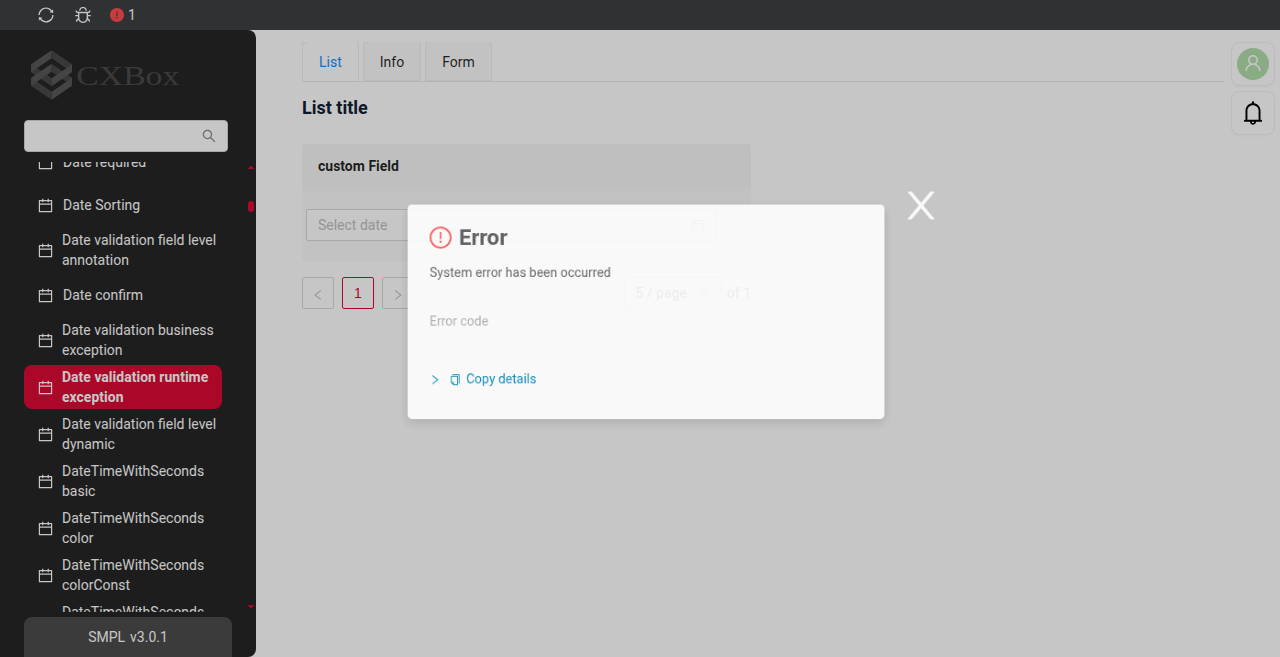 1
CXBox
Date required
Date Sorting
Date validation field level
annotation
Date confirm
Date validation business
exception
Date validation runtime
exception
Date validation field level
dynamic
DateTimeWithSeconds
basic
DateTimeWithSeconds
color
DateTimeWithSeconds
colorConst
DateTimeWithSeconds
SMPL v3.0.1
List Info Form
List title
custom Field
Select date
1
5 / page of 1
Error
System error has been occurred
Error code
Copy details